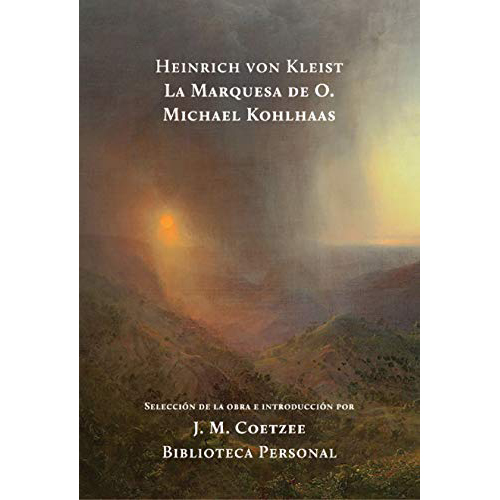 Heinrich von Kleist
La Marquesa de O.
Michael Kohlhaas
Selección de la obra e introducción por
J. M. Coetzee
Biblioteca Personal